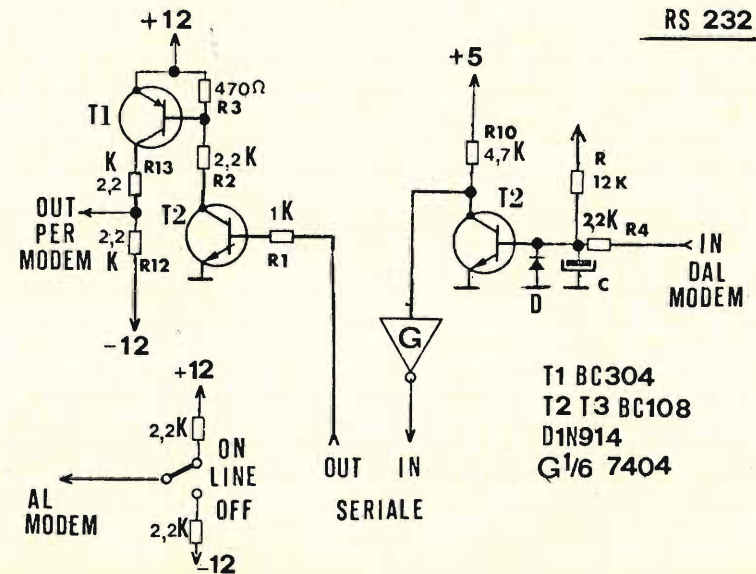 RS 232
+12
470Ω
R3
T1
K
2,2
R13
2,2K
R2
OUT
PER
MODEM
2,2
K
R12
T2
1K
R1
-12
+5
R10
4,7K
T2
R
12K
2,2K
R4
IN
DAL
MODEM
D
C
G
+12
2,2K
ON
LINE
OFF
AL
MODEM
2,2K
-12
OUT IN
SERIALE
T1 BC304
T2 T3 BC108
D1N914
G1/6 7404